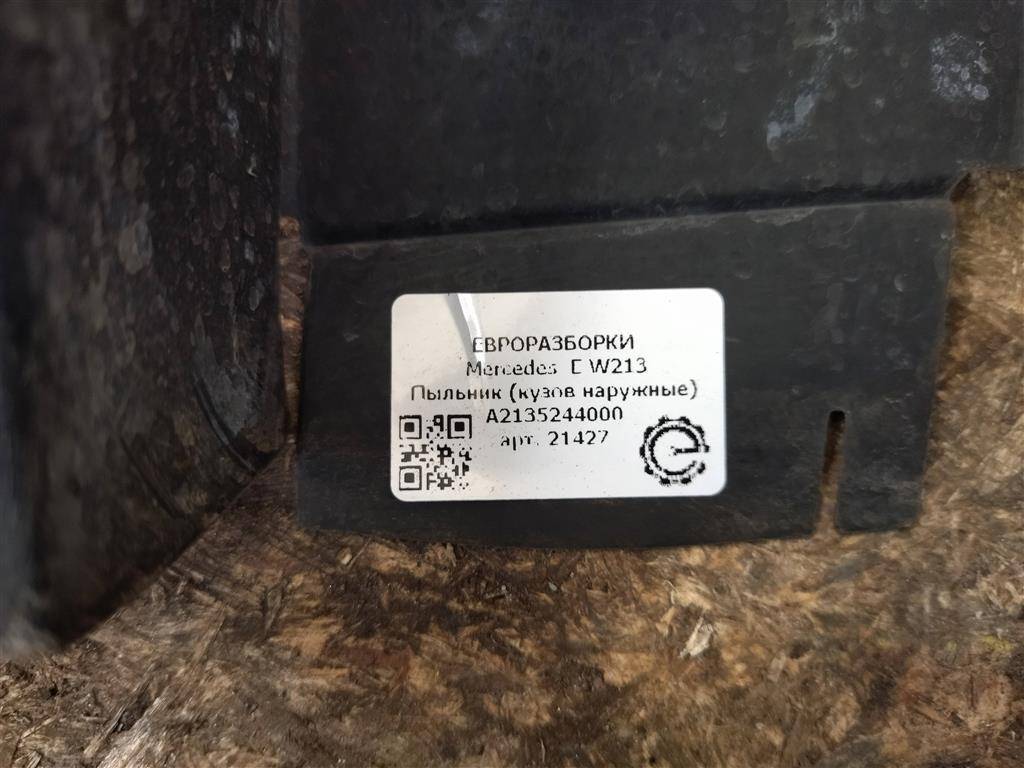 ЕВРОРАЗБОРКИ
Mercedes E W213
Пыльник (кузов наружные)
A2135244000
арт. 21427